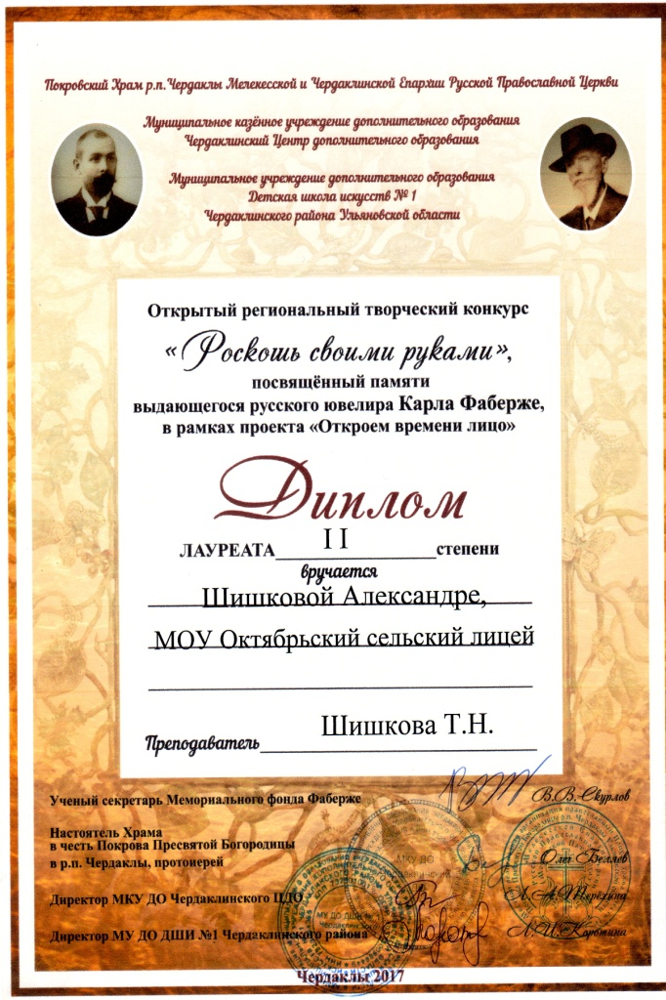 Покровский Храм р.п.Чердаклы Мелекесской и Чердаклинской Епархии Русской Православной Церкви
Муниципальное казённое учреждение дополнительного образования
Чердаклинский Центр дополнительного образования
Муниципальное учреждение дополнительного образования
Детская школа искусств № 1
Чердаклинского района Ульяновской области
Открытый региональный творческий конкурс
«Роскошь своими руками»,
посвящённый памяти
выдающегося русского ювелира Карла Фаберже,
в рамках проекта «Откроем времени лицо»
Диплом
ЛАУРЕАТА II степени
вручается
Шишковой Александре,
МОУ Октябрьский сельский лицей
Преподаватель Шишкова Т.Н.
Ученый секретарь Мемориального фонда Фаберже В.В.Скурлов
Настоятель Храма
в честь Покрова Пресвятой Богородицы
в р.п. Чердаклы, протоиерей Олег Беляев
Директор МКУ ДО Чердаклинского ЦДО
Директор МУ ДО ДШИ №1 Чердаклинского района Л.И.Коротина
Чердаклы 2017